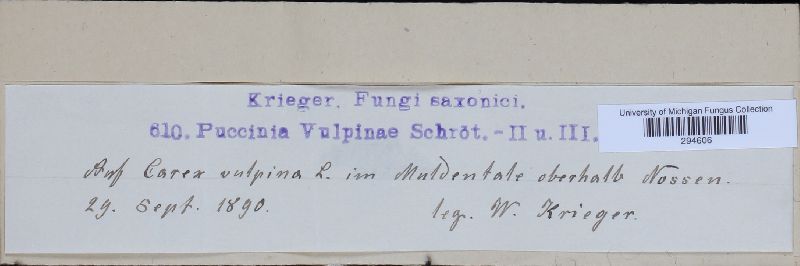 Krieger. Fungi saxonici.
610. Puccinia Vulpinae Schröt. - II u. III.
University of Michigan Fungus Collection
294606
Auf Carex vulpina L. im Muldentale oberhalb Nossen.
29. Sept. 1890. leg. W. Krieger.